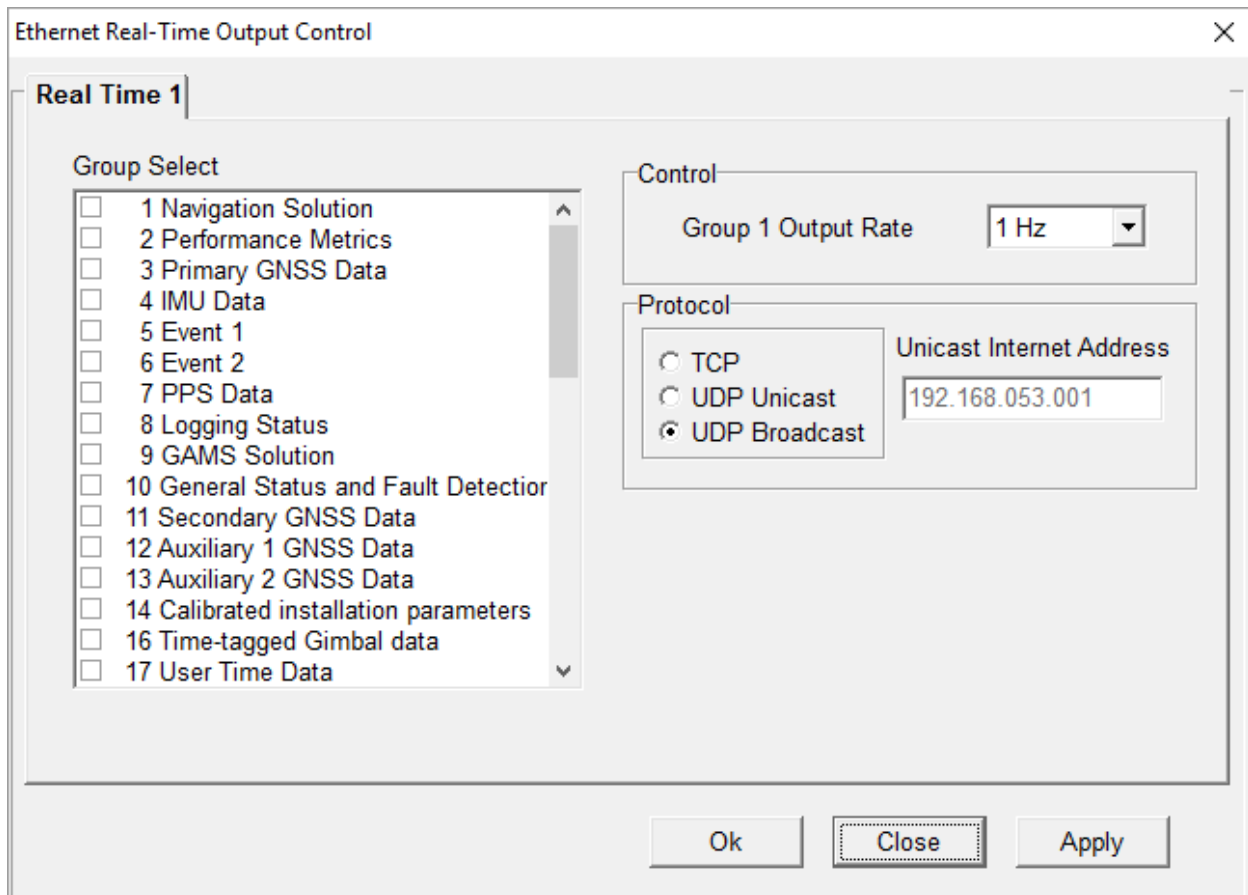 Ethernet Real-Time Output Control
Real Time 1
Group Select
1 Navigation Solution
2 Performance Metrics
3 Primary GNSS Data
4 IMU Data
5 Event 1
6 Event 2
7 PPS Data
8 Logging Status
9 GAMS Solution
10 General Status and Fault Detection
11 Secondary GNSS Data
12 Auxiliary 1 GNSS Data
13 Auxiliary 2 GNSS Data
14 Calibrated installation parameters
16 Time-tagged Gimbal data
17 User Time Data
Control
Group 1 Output Rate
1 Hz
Protocol
TCP
UDP Unicast
UDP Broadcast
Unicast Internet Address
192.168.053.001
Ok
Close
Apply